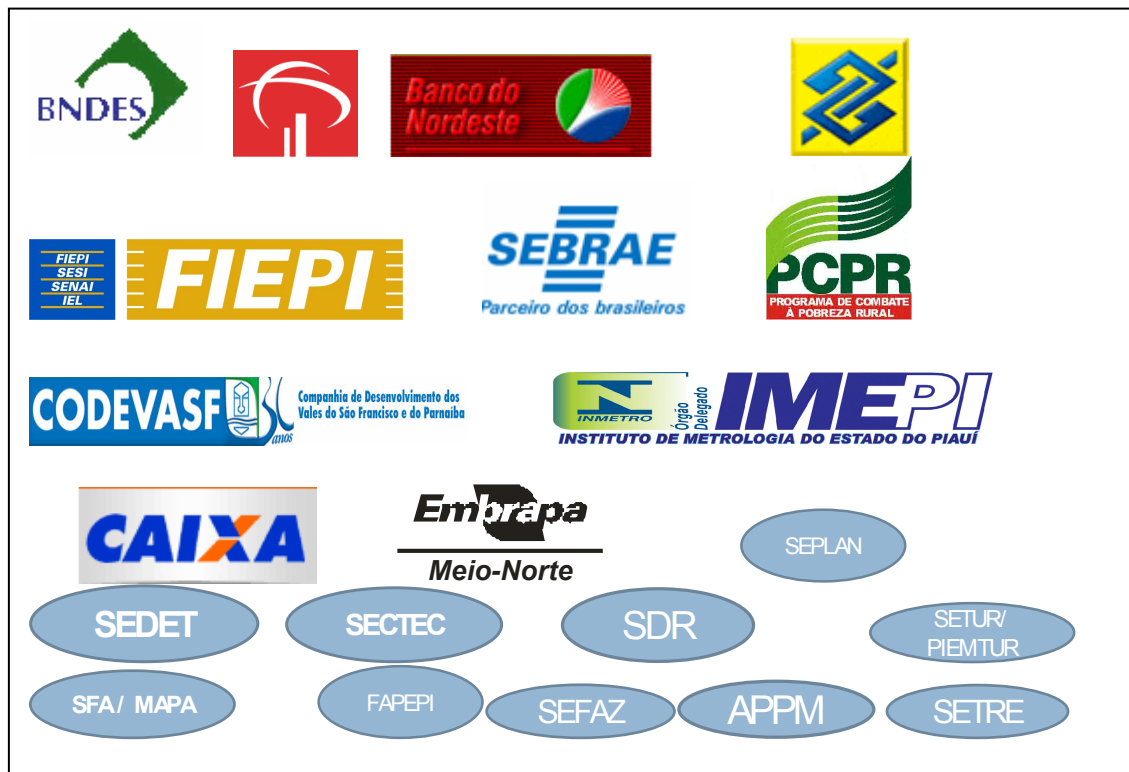 BNDES
Banco do
Nordeste
FIEPI
SESI
SENAI
IEL
FIEPI
SEBRAE
Parceiro dos brasileiros
PCPR
PROGRAMA DE COMBATE
À POBREZA RURAL
CODEVASF
30
anos
Companhia de Desenvolvimento dos
Vales do São Francisco e do Parnaíba
INMETRO
Órgão
Delegado
IMEPI
INSTITUTO DE METROLOGIA DO ESTADO DO PIAUÍ
CAIXA
Embrapa
Meio-Norte
SEPLAN
SEDET
SECTEC
SDR
SETUR/
PIEMTUR
SFA / MAPA
FAPEPI
SEFAZ
APPM
SETRE